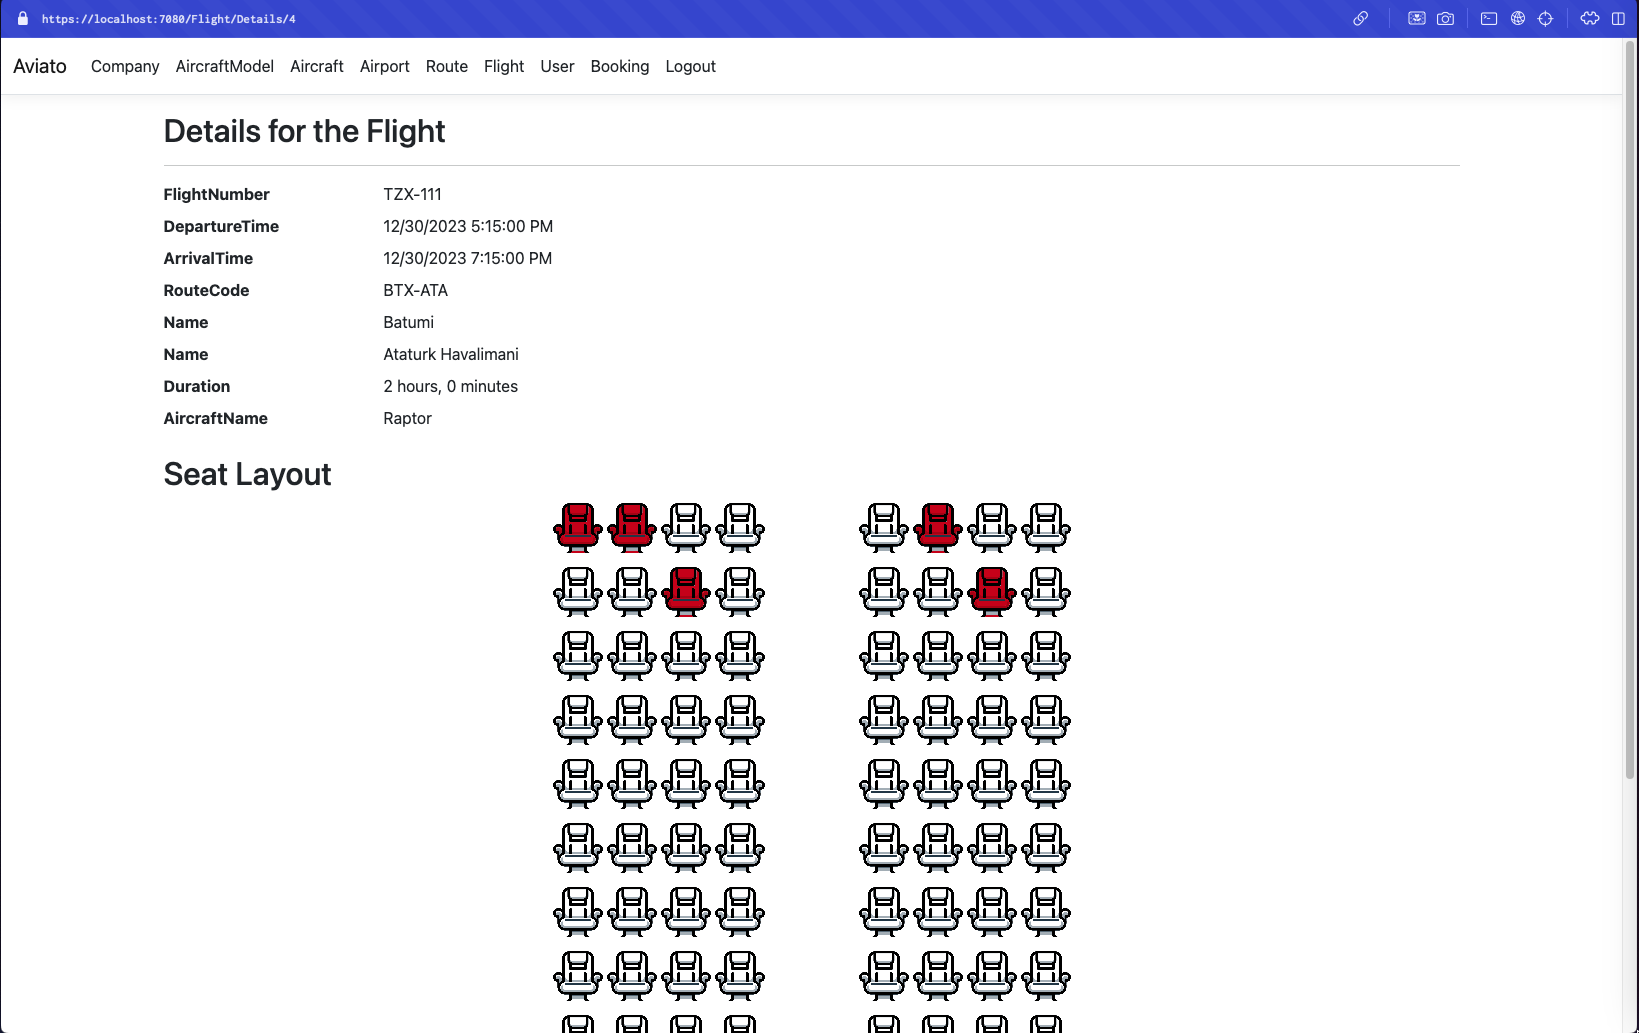 https://localhost:7080/Flight/Details/4
Aviato Company AircraftModel Aircraft Airport Route Flight User Booking Logout
Details for the Flight
FlightNumber TZX-111
DepartureTime 12/30/2023 5:15:00 PM
ArrivalTime 12/30/2023 7:15:00 PM
RouteCode BTX-ATA
Name Batumi
Name Ataturk Havalimani
Duration 2 hours, 0 minutes
AircraftName Raptor
Seat Layout